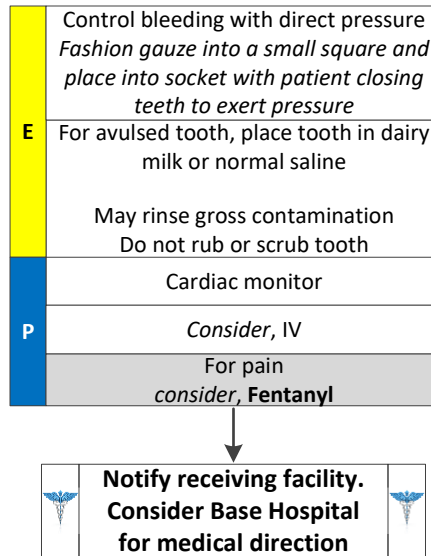 Control bleeding with direct pressure
Fashion gauze into a small square and
place into socket with patient closing
teeth to exert pressure
E
For avulsed tooth, place tooth in dairy
milk or normal saline
May rinse gross contamination
Do not rub or scrub tooth
P
Cardiac monitor
Consider, IV
For pain
consider, Fentanyl
Notify receiving facility.
Consider Base Hospital
for medical direction